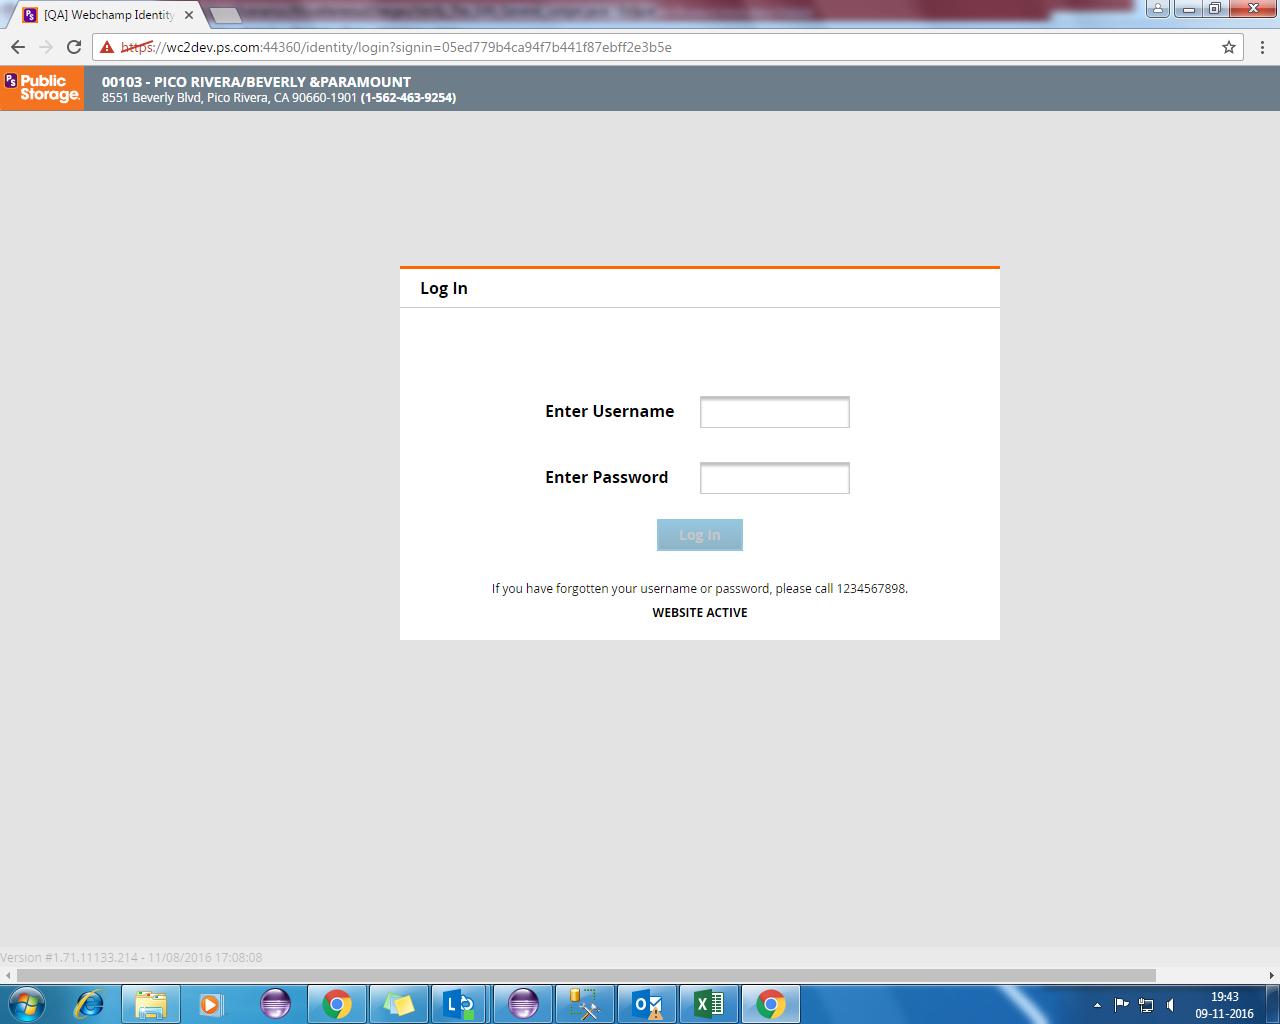 [QA] Webchamp Identity
https://wc2dev.ps.com:44360/identity/login?signin=05ed779b4ca94f7b441f87ebff2e3b5e
PS Public Storage.
00103 - PICO RIVERA/BEVERLY &PARAMOUNT
8551 Beverly Blvd, Pico Rivera, CA 90660-1901 (1-562-463-9254)
Log In
Enter Username
Enter Password
Log In
If you have forgotten your username or password, please call 1234567898.
WEBSITE ACTIVE
Version #1.71.11133.214 - 11/08/2016 17:08:08
19:43
09-11-2016